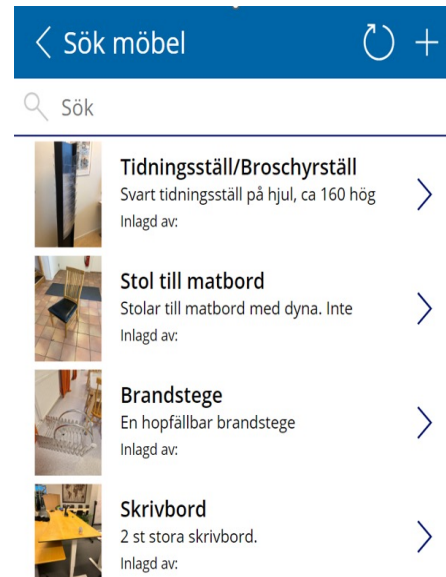 Sök möbel
Sök
Tidningsställ/Broschyrställ
Svart tidningsställ på hjul, ca 160 hög
Inlagd av:
Stol till matbord
Stolar till matbord med dyna. Inte
Inlagd av:
Brandstege
En hopfällbar brandstege
Inlagd av:
Skrivbord
2 st stora skrivbord.
Inlagd av: